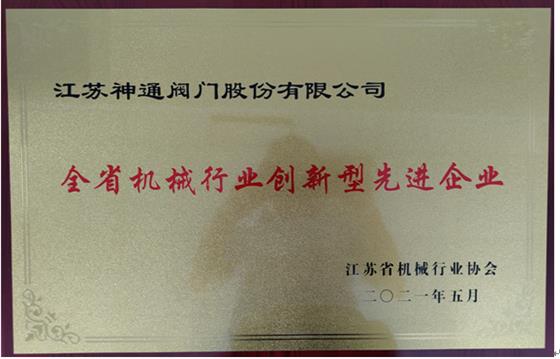 江苏神通阀门股份有限公司
全省机械行业创新型先进企业
江苏省机械行业协会
二〇二一年五月